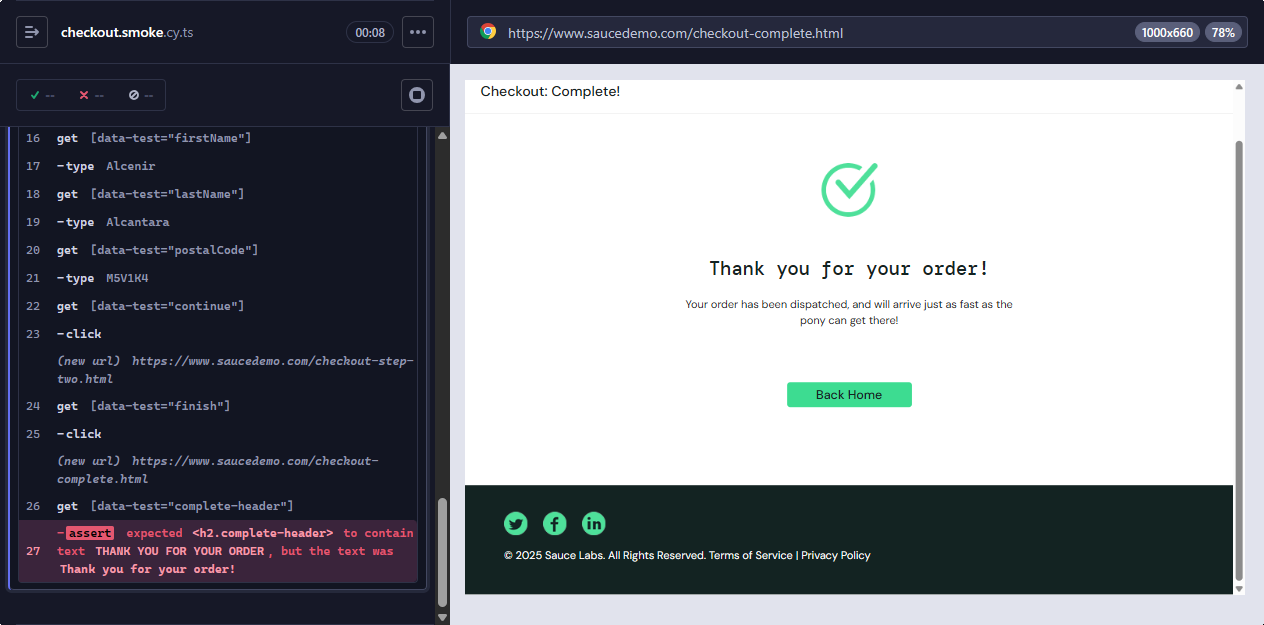 checkout.smoke.cy.ts
00:08
--
--
--
16 get [data-test="firstName"]
17 -type Alcenir
18 get [data-test="lastName"]
19 -type Alcantara
20 get [data-test="postalCode"]
21 -type M5V1K4
22 get [data-test="continue"]
23 -click
(new url) https://www.saucedemo.com/checkout-step-
two.html
24 get [data-test="finish"]
25 -click
(new url) https://www.saucedemo.com/checkout-
complete.html
26 get [data-test="complete-header"]
-assert expected <h2.complete-header> to contain
27 text THANK YOU FOR YOUR ORDER, but the text was
Thank you for your order!
https://www.saucedemo.com/checkout-complete.html
1000x660
78%
Checkout: Complete!
Thank you for your order!
Your order has been dispatched, and will arrive just as fast as the
pony can get there!
Back Home
© 2025 Sauce Labs. All Rights Reserved. Terms of Service | Privacy Policy